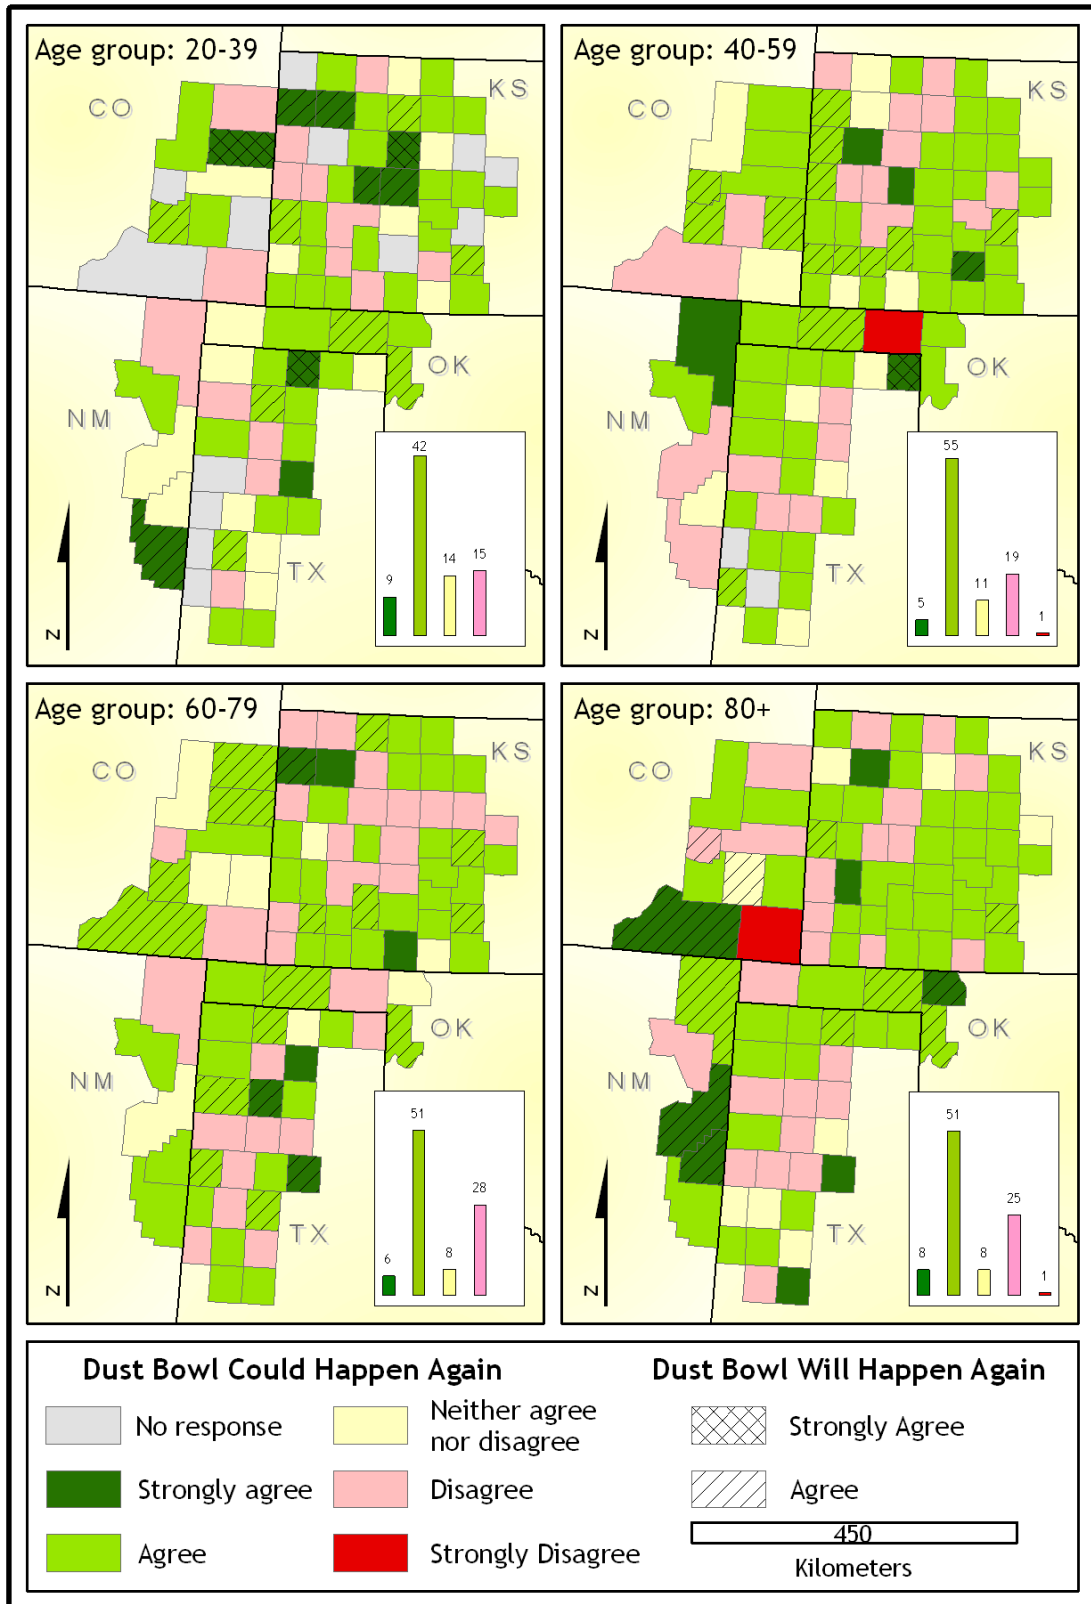 Age group: 20-39
CO
KS
NM
OK
TX
N
9
42
14
15
Age group: 40-59
CO
KS
NM
OK
TX
N
5
55
11
19
1
Age group: 60-79
CO
KS
NM
OK
TX
N
6
51
8
28
Age group: 80+
CO
KS
NM
OK
TX
N
8
51
8
25
1
Dust Bowl Could Happen Again
No response
Strongly agree
Agree
Neither agree
nor disagree
Disagree
Strongly Disagree
Dust Bowl Will Happen Again
Strongly Agree
Agree
450
Kilometers